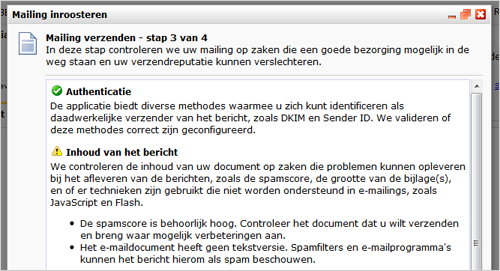 Mailing inroosteren
Mailing verzenden - stap 3 van 4
In deze stap controleren we uw mailing op zaken die een goede bezorging mogelijk in de
weg staan en uw verzendreputatie kunnen verslechteren.
Authenticatie
De applicatie biedt diverse methodes waarmee u zich kunt identificeren als
daadwerkelijke verzender van het bericht, zoals DKIM en Sender ID. We valideren of
deze methodes correct zijn geconfigureerd.
Inhoud van het bericht
We controleren de inhoud van uw document op zaken die problemen kunnen opleveren
bij het afleveren van de berichten, zoals de spamscore, de grootte van de bijlage(s),
en of er technieken zijn gebruikt die niet worden ondersteund in e-mailings, zoals
JavaScript en Flash.
• De spamscore is behoorlijk hoog. Controleer het document dat u wilt verzenden
en breng waar mogelijk verbeteringen aan.
• Het e-maildocument heeft geen tekstversie. Spamfilters en e-mailprogramma's
kunnen het bericht hierom als spam beschouwen.